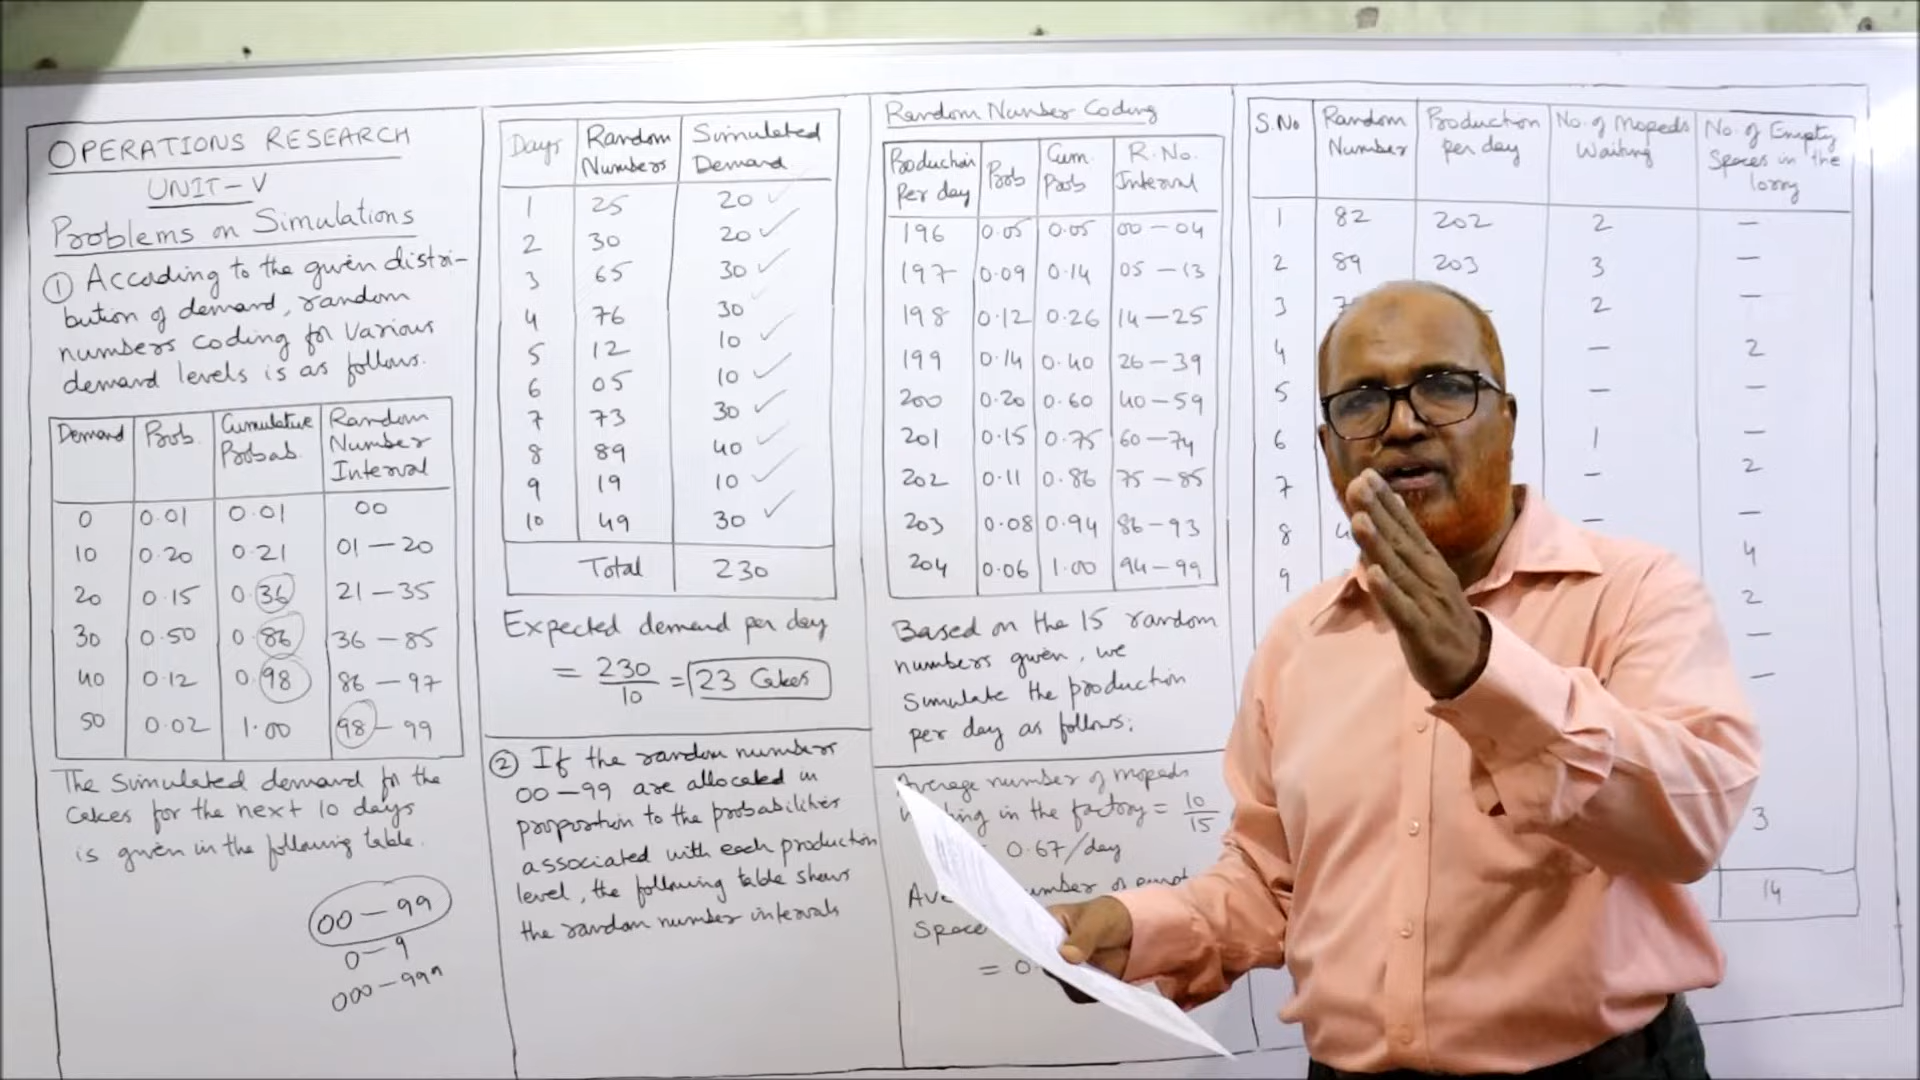 OPERATIONS RESEARCH
UNIT-V
Problems on Simulations
① According to the given distri-
bution of demand, random
numbers coding for various
demand levels is as follows.
Demand Prob. Cumulative Probab. Random Number Interval
0 0.01 0.01 00
10 0.20 0.21 01-20
20 0.15 0.36 21-35
30 0.50 0.86 36-85
40 0.12 0.98 86-97
50 0.02 1.00 98-99
The simulated demand for the
cakes for the next 10 days
is given in the following table.
00-99
0-9
000-999
Days Random Numbers Simulated Demand
1 25 20 ✓
2 30 20 ✓
3 65 30 ✓
4 76 30
5 12 10 ✓
6 05 10 ✓
7 73 30 ✓
8 89 40 ✓
9 19 10 ✓
10 49 30 ✓
Total 230
Expected demand per day
= 230/10 = 23 Cakes
② If the random numbers
00-99 are allocated in
proportion to the probabilities
associated with each production
level, the following table shows
the random number intervals
Random Number Coding
Production Per day Prob Cum. Prob R.No. Interval
196 0.05 0.05 00-04
197 0.09 0.14 05-13
198 0.12 0.26 14-25
199 0.14 0.40 26-39
200 0.20 0.60 40-59
201 0.15 0.75 60-74
202 0.11 0.86 75-85
203 0.08 0.94 86-93
204 0.06 1.00 94-99
Based on the 15 random
numbers given, we
simulate the production
per day as follows:
Average number of mopeds
in the factory = 10/15
0.67/day
Space
= 0.
S.No Random Number Production per day No. of Mopeds Waiting No. of Empty Spaces in the lorry
1 82 202 2 -
2 89 203 3 -
3 2 -
4 - 2
5 - -
6 1 -
7 - 2
8 - -
9 4
2
-
-
3
14